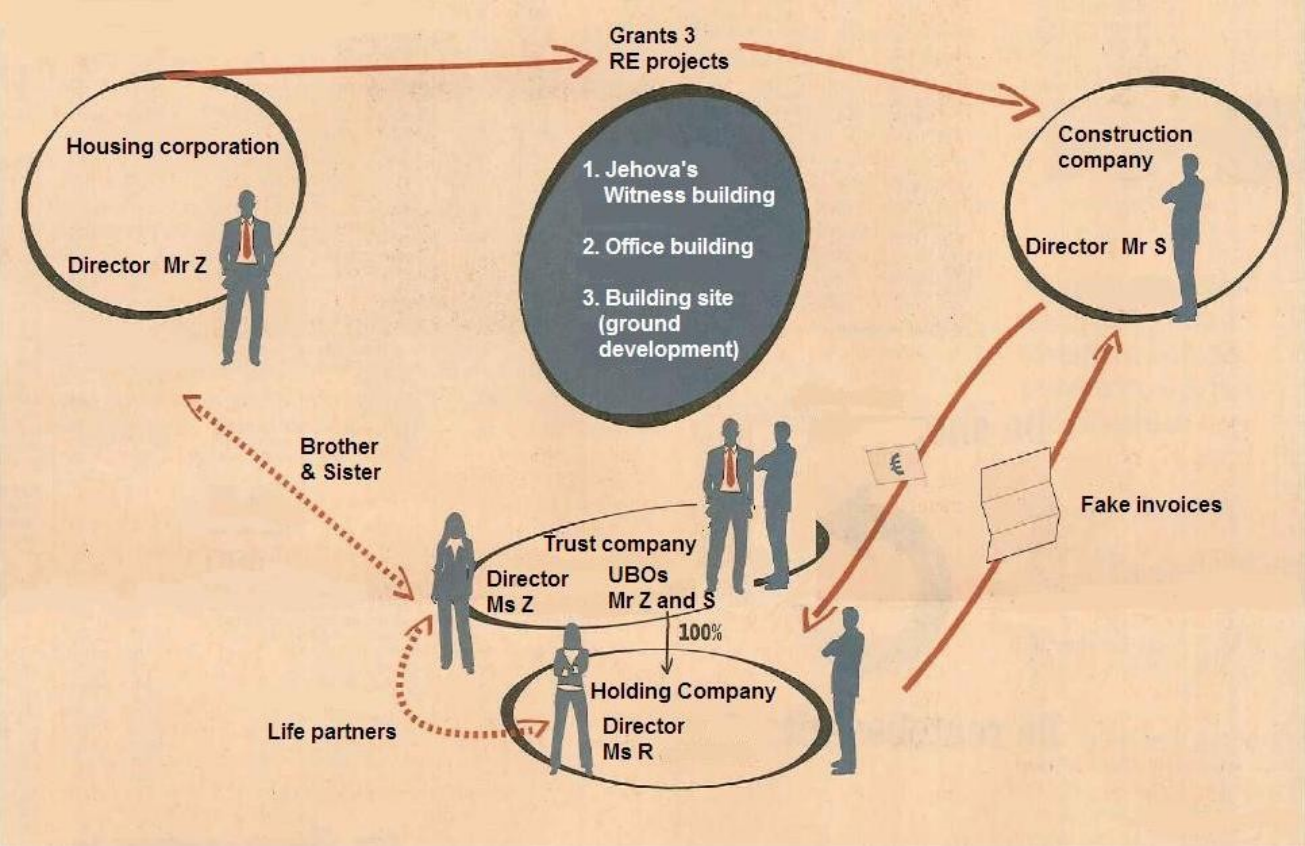 Grants 3
RE projects
Housing corporation
Director Mr Z
1. Jehova's
Witness building
2. Office building
3. Building site
(ground
development)
Construction
company
Director Mr S
Brother
& Sister
€
Fake invoices
Trust company
Director
Ms Z
UBOs
Mr Z and S
100%
Life partners
Holding Company
Director
Ms R